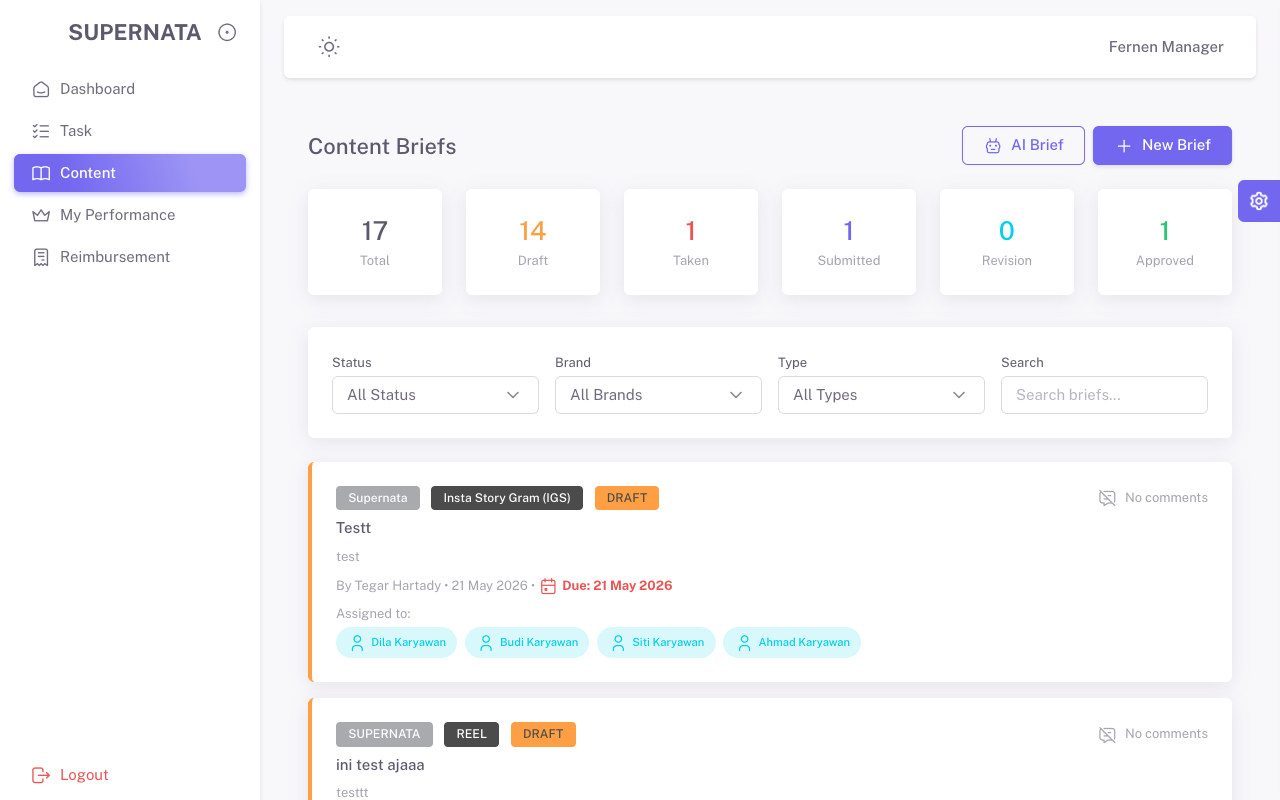 SUPERNATA
Dashboard
Task
Content
My Performance
Reimbursement
Logout
Fernen Manager
Content Briefs
AI Brief
New Brief
17
Total
14
Draft
1
Taken
1
Submitted
0
Revision
1
Approved
Status
All Status
Brand
All Brands
Type
All Types
Search
Search briefs...
Supernata Insta Story Gram (IGS) DRAFT No comments
Testt
test
By Tegar Hartady • 21 May 2026 • Due: 21 May 2026
Assigned to:
Dila Karyawan Budi Karyawan Siti Karyawan Ahmad Karyawan
SUPERNATA REEL DRAFT No comments
ini test ajaaa
testtt